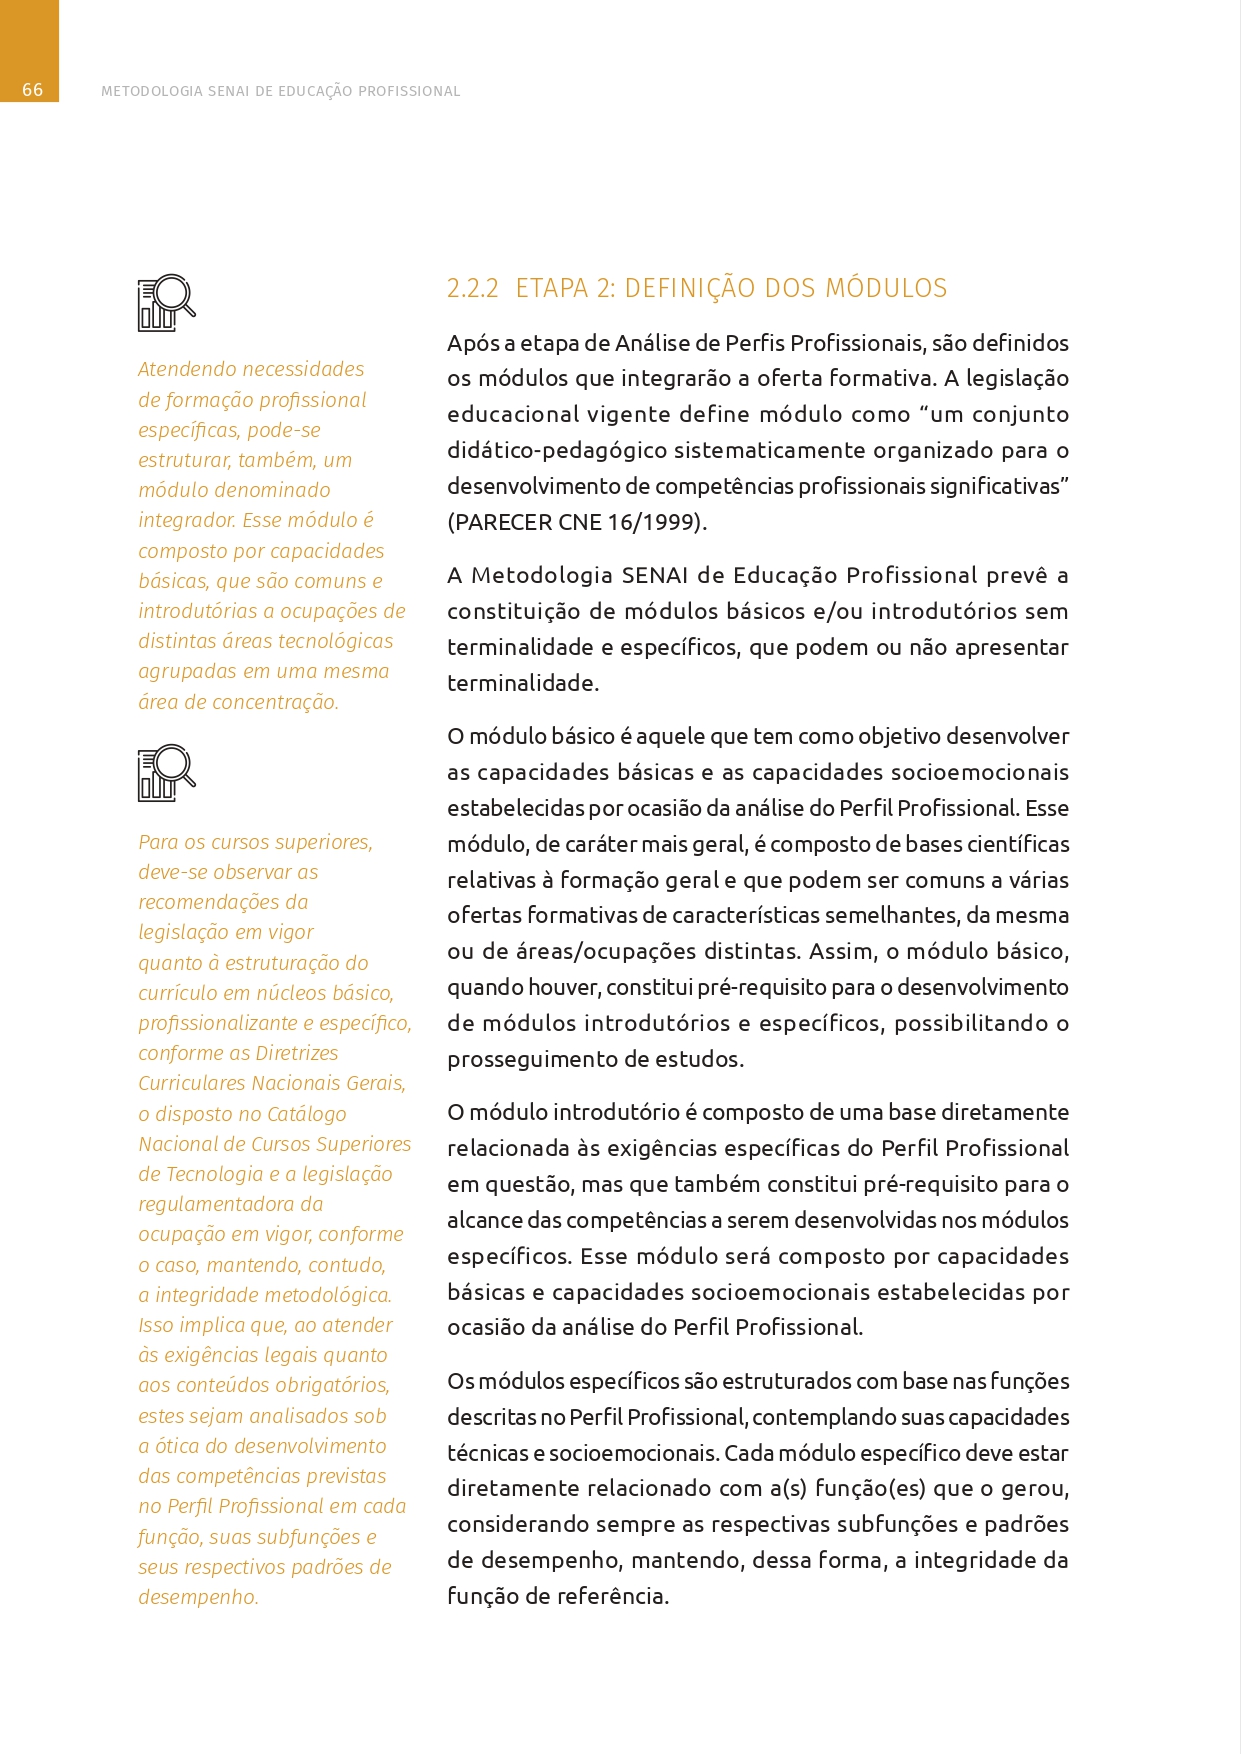 66
METODOLOGIA SENAI DE EDUCAÇÃO PROFISSIONAL
Atendendo necessidades
de formação profissional
específicas, pode-se
estruturar, também, um
módulo denominado
integrador. Esse módulo é
composto por capacidades
básicas, que são comuns e
introdutórias a ocupações de
distintas áreas tecnológicas
agrupadas em uma mesma
área de concentração.
Para os cursos superiores,
deve-se observar as
recomendações da
legislação em vigor
quanto à estruturação do
currículo em núcleos básico,
profissionalizante e específico,
conforme as Diretrizes
Curriculares Nacionais Gerais,
o disposto no Catálogo
Nacional de Cursos Superiores
de Tecnologia e a legislação
regulamentadora da
ocupação em vigor, conforme
o caso, mantendo, contudo,
a integridade metodológica.
Isso implica que, ao atender
às exigências legais quanto
aos conteúdos obrigatórios,
estes sejam analisados sob
a ótica do desenvolvimento
das competências previstas
no Perfil Profissional em cada
função, suas subfunções e
seus respectivos padrões de
desempenho.
2.2.2 ETAPA 2: DEFINIÇÃO DOS MÓDULOS
Após a etapa de Análise de Perfis Profissionais, são definidos
os módulos que integrarão a oferta formativa. A legislação
educacional vigente define módulo como “um conjunto
didático-pedagógico sistematicamente organizado para o
desenvolvimento de competências profissionais significativas”
(PARECER CNE 16/1999).
A Metodologia SENAI de Educação Profissional prevê a
constituição de módulos básicos e/ou introdutórios sem
terminalidade e específicos, que podem ou não apresentar
terminalidade.
O módulo básico é aquele que tem como objetivo desenvolver
as capacidades básicas e as capacidades socioemocionais
estabelecidas por ocasião da análise do Perfil Profissional. Esse
módulo, de caráter mais geral, é composto de bases científicas
relativas à formação geral e que podem ser comuns a várias
ofertas formativas de características semelhantes, da mesma
ou de áreas/ocupações distintas. Assim, o módulo básico,
quando houver, constitui pré-requisito para o desenvolvimento
de módulos introdutórios e específicos, possibilitando o
prosseguimento de estudos.
O módulo introdutório é composto de uma base diretamente
relacionada às exigências específicas do Perfil Profissional
em questão, mas que também constitui pré-requisito para o
alcance das competências a serem desenvolvidas nos módulos
específicos. Esse módulo será composto por capacidades
básicas e capacidades socioemocionais estabelecidas por
ocasião da análise do Perfil Profissional.
Os módulos específicos são estruturados com base nas funções
descritas no Perfil Profissional, contemplando suas capacidades
técnicas e socioemocionais. Cada módulo específico deve estar
diretamente relacionado com a(s) função(es) que o gerou,
considerando sempre as respectivas subfunções e padrões
de desempenho, mantendo, dessa forma, a integridade da
função de referência.